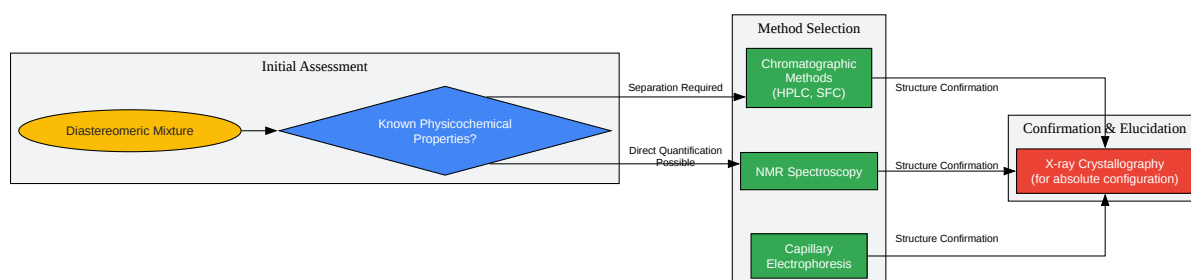 Initial Assessment
Diastereomeric Mixture
Known Physicochemical
Properties?
Separation Required
Direct Quantification
Possible
Method Selection
Chromatographic
Methods
(HPLC, SFC)
NMR Spectroscopy
Capillary
Electrophoresis
Structure Confirmation
Structure Confirmation
Structure Confirmation
Confirmation & Elucidation
X-ray Crystallography
(for absolute configuration)